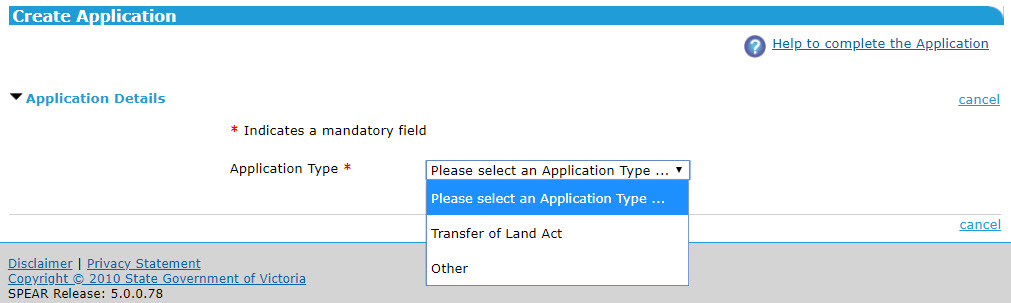 Create Application
Help to complete the Application
Application Details
cancel
* Indicates a mandatory field
Application Type *
Please select an Application Type ...
Please select an Application Type ...
Transfer of Land Act
Other
cancel
Disclaimer | Privacy Statement
Copyright © 2010 State Government of Victoria
SPEAR Release: 5.0.0.78